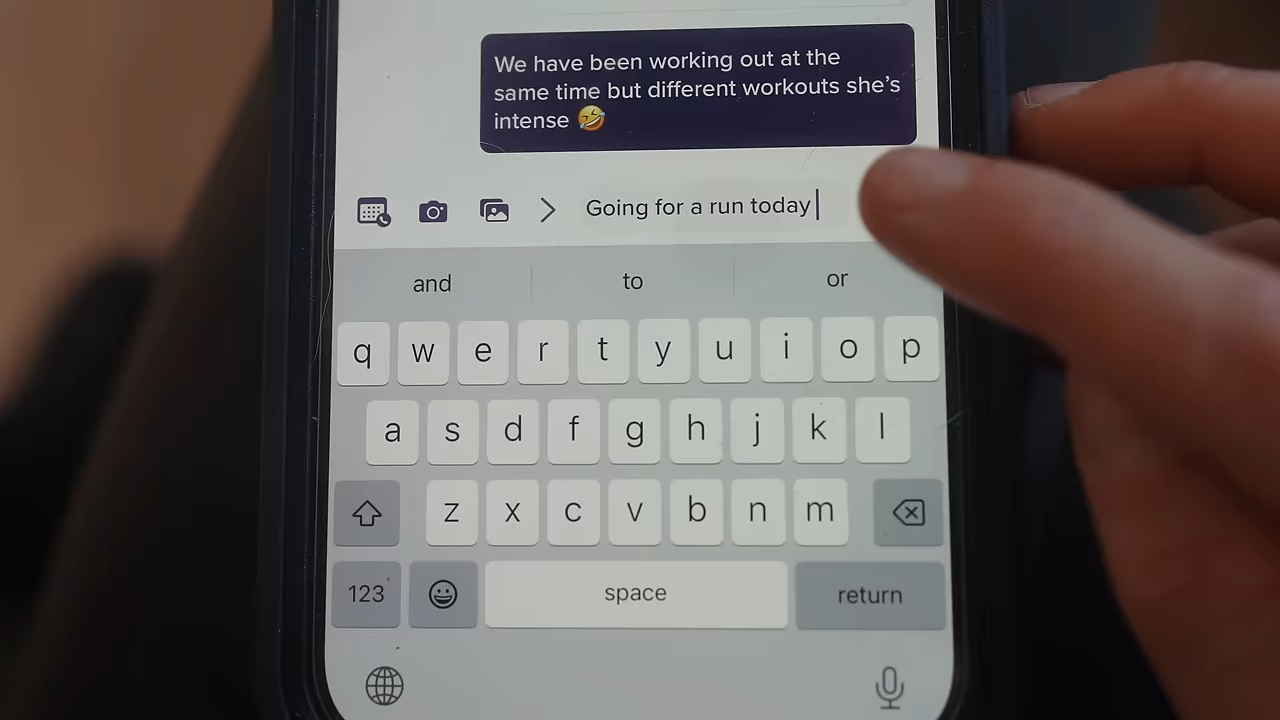 We have been working out at the
same time but different workouts she's
intense 🤣
Going for a run today
and to or
q w e r t y u i o p
a s d f g h j k l
z x c v b n m
123 space return